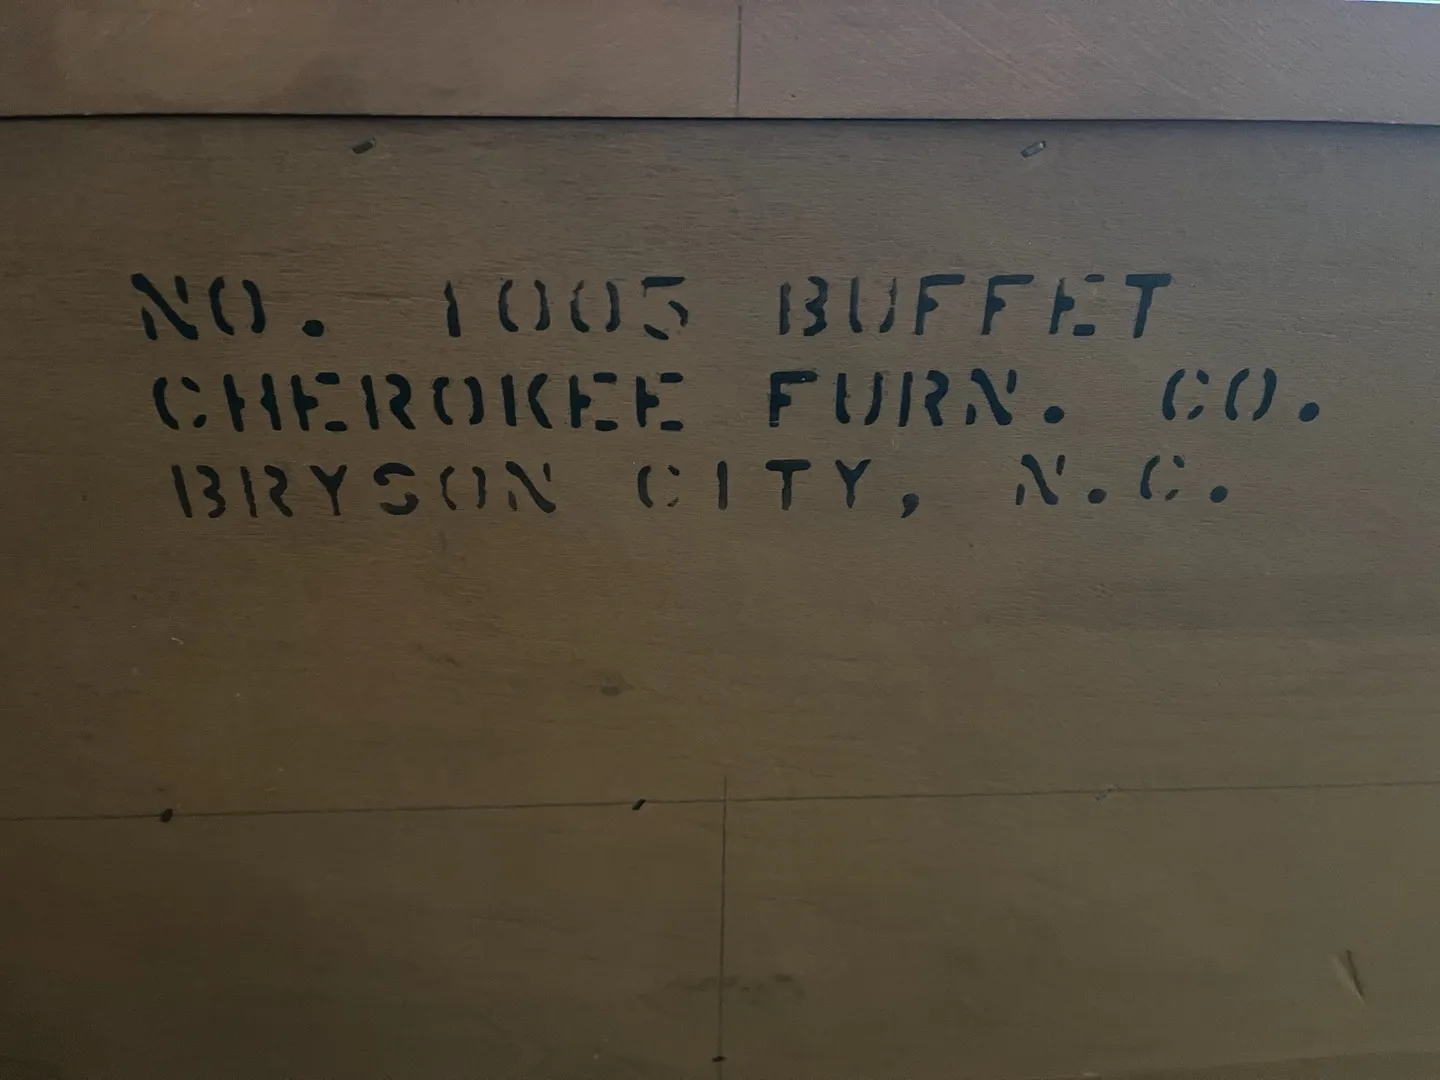 NO. 1005 BUFFET
CHEROKEE FURN. CO.
BRYSON CITY, N.C.